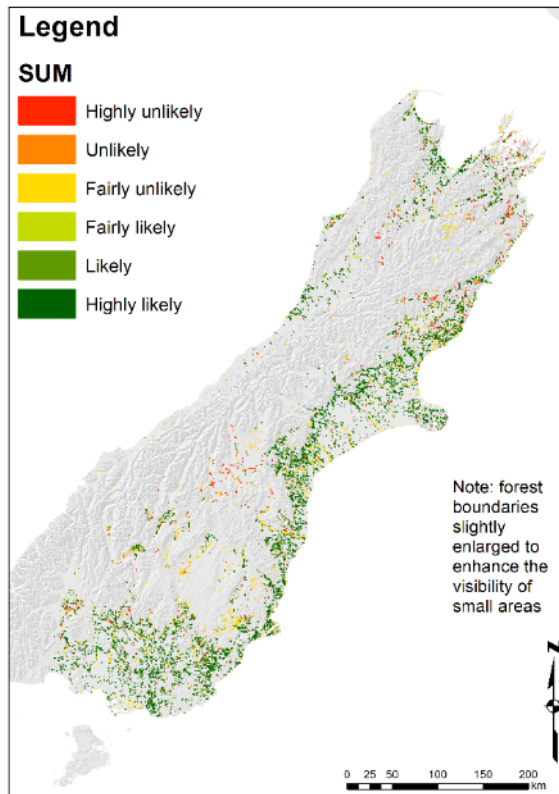 Legend
SUM
Highly unlikely
Unlikely
Fairly unlikely
Fairly likely
Likely
Highly likely
Note: forest
boundaries
slightly
enlarged to
enhance the
visibility of
small areas
N
0 25 50 100 150 200
km